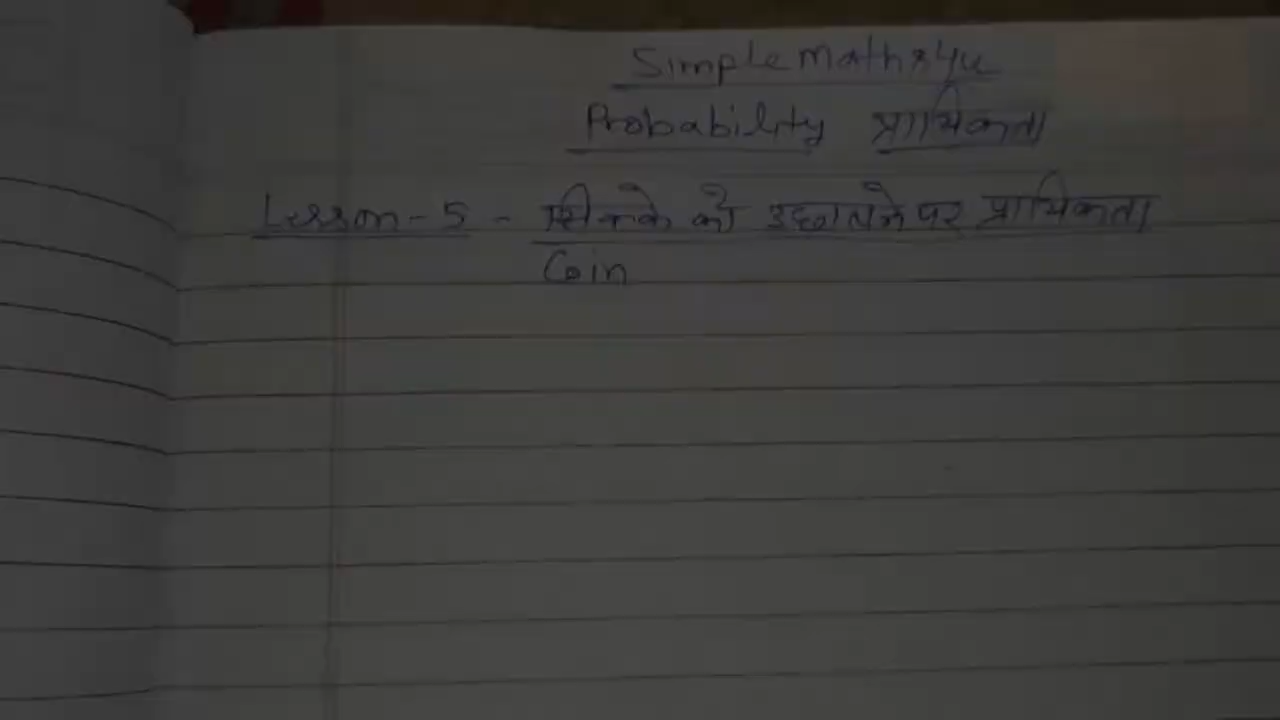 Simplemaths4u
Probability प्रायिकता
Lesson-5 - सिक्के को उछालने पर प्रायिकता
Coin